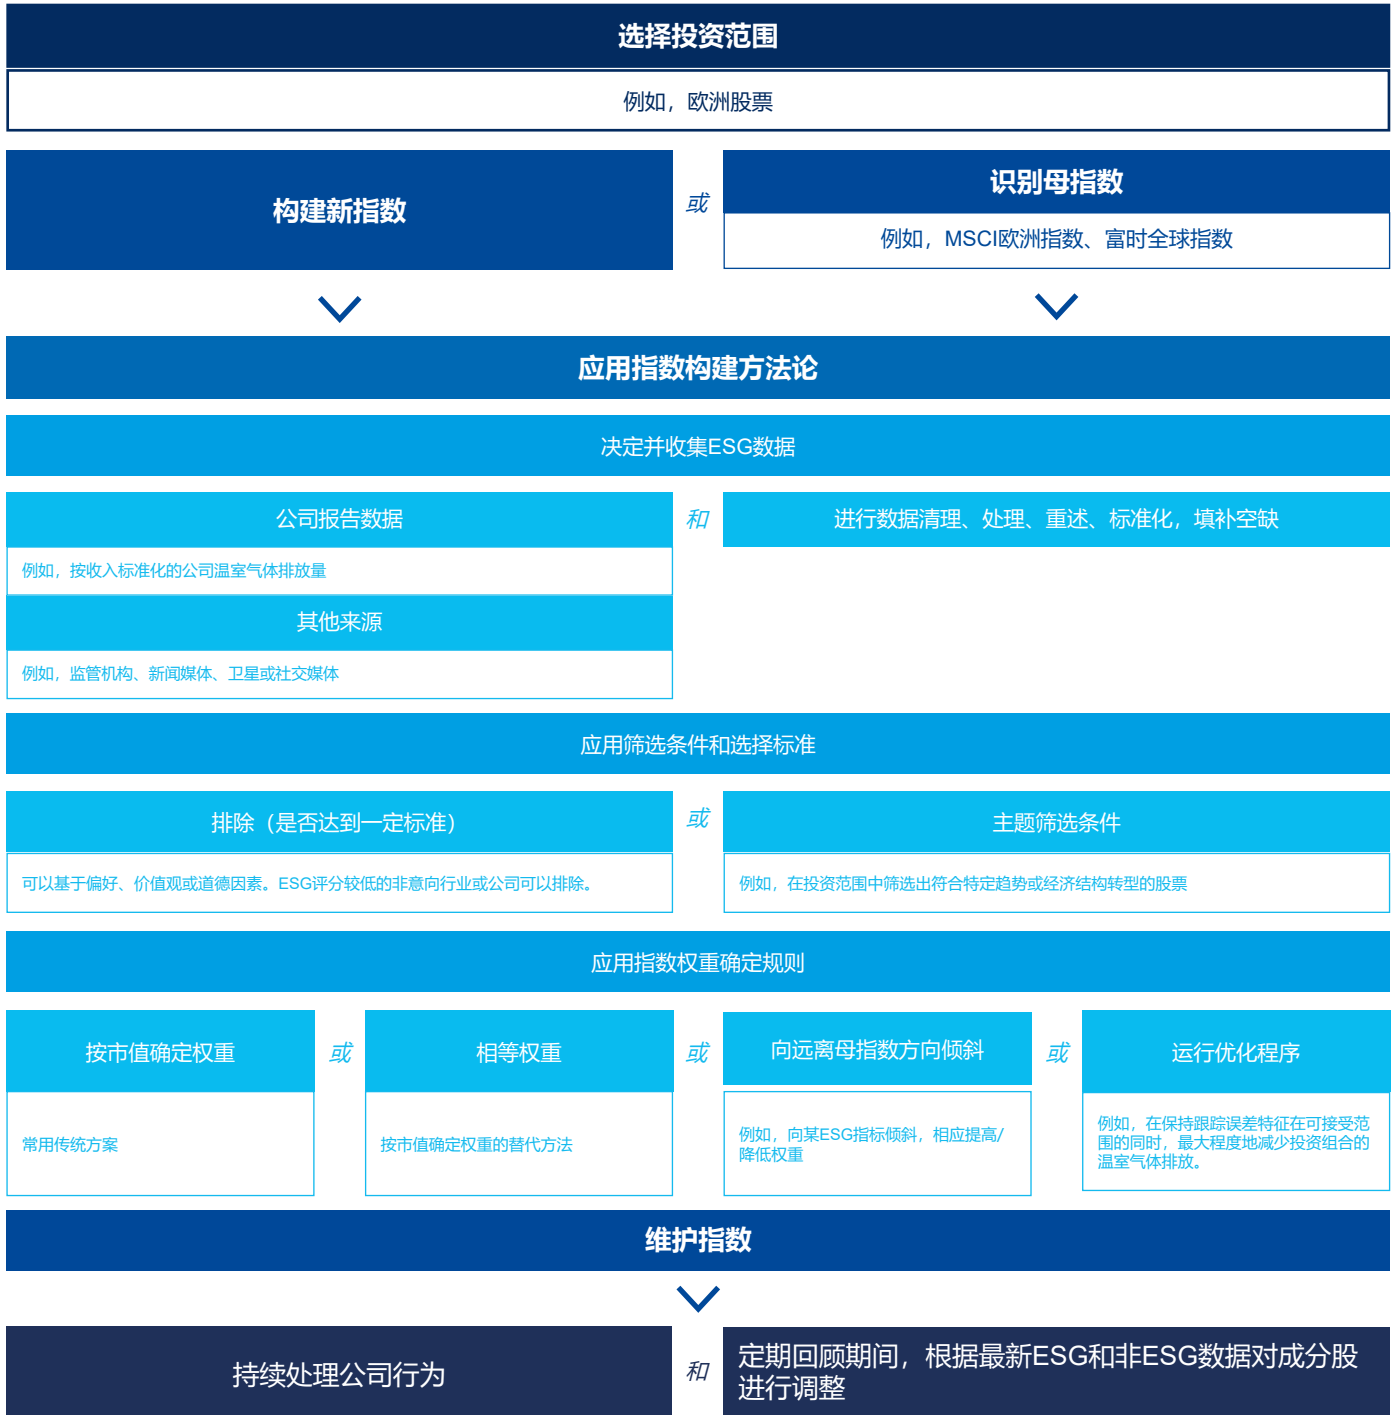 选择投资范围
例如，欧洲股票
构建新指数
或
识别母指数
例如，MSCI欧洲指数、富时全球指数
应用指数构建方法论
决定并收集ESG数据
公司报告数据
和
进行数据清理、处理、重述、标准化，填补空缺
例如，按收入标准化的公司温室气体排放量
其他来源
例如，监管机构、新闻媒体、卫星或社交媒体
应用筛选条件和选择标准
排除（是否达到一定标准）
或
主题筛选条件
可以基于偏好、价值观或道德因素。ESG评分较低的非意向行业或公司可以排除。
例如，在投资范围中筛选出符合特定趋势或经济结构转型的股票
应用指数权重确定规则
按市值确定权重
或
相等权重
或
向远离母指数方向倾斜
或
运行优化程序
常用传统方案
按市值确定权重的替代方法
例如，向某ESG指标倾斜，相应提高/
降低权重
例如，在保持跟踪误差特征在可接受范
围的同时，最大程度地减少投资组合的
温室气体排放。
维护指数
持续处理公司行为
和
定期回顾期间，根据最新ESG和非ESG数据对成分股
进行调整